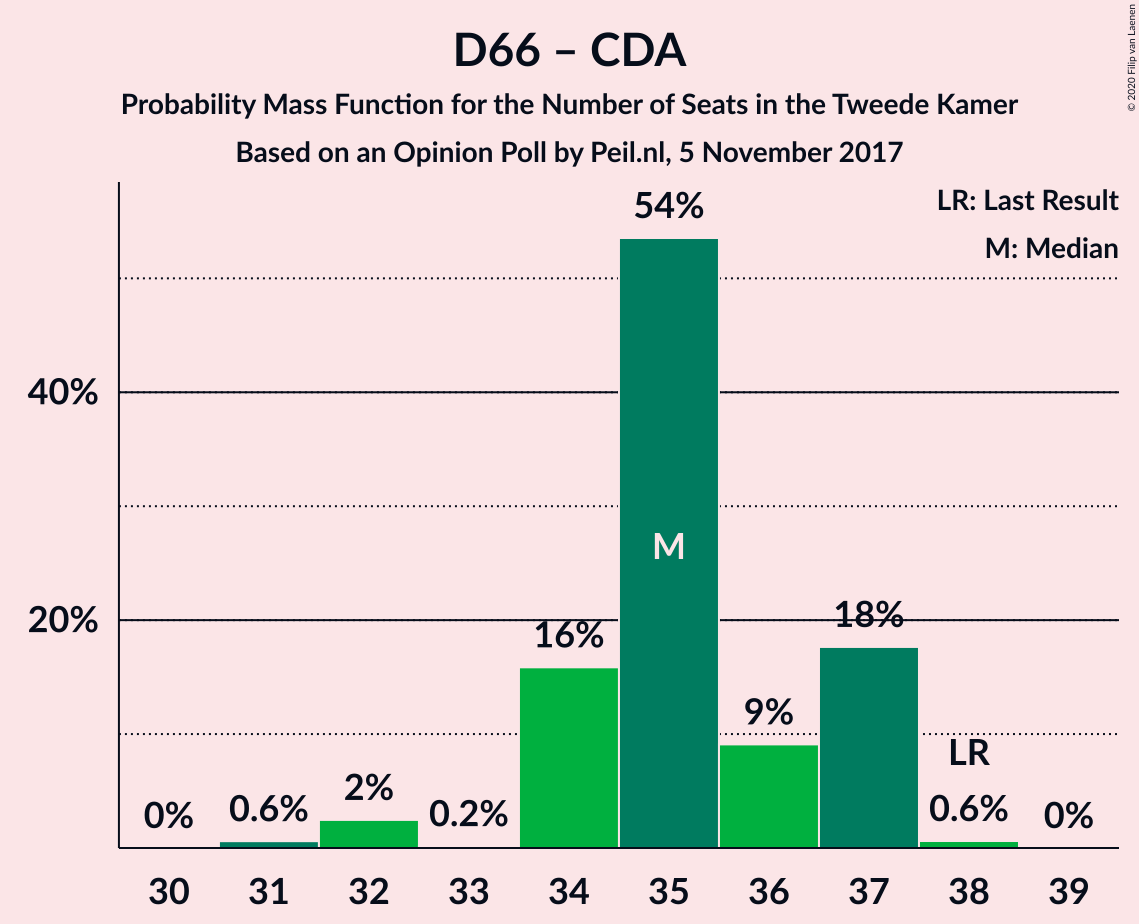 D66 – CDA
Probability Mass Function for the Number of Seats in the Tweede Kamer
Based on an Opinion Poll by Peil.nl, 5 November 2017
© 2020 Filip van Laenen
LR: Last Result
M: Median
54%
40%
M
20%
16%
18%
9%
LR
0%
0.6%
2%
0.2%
0.6%
0%
30 31 32 33 34 35 36 37 38 39